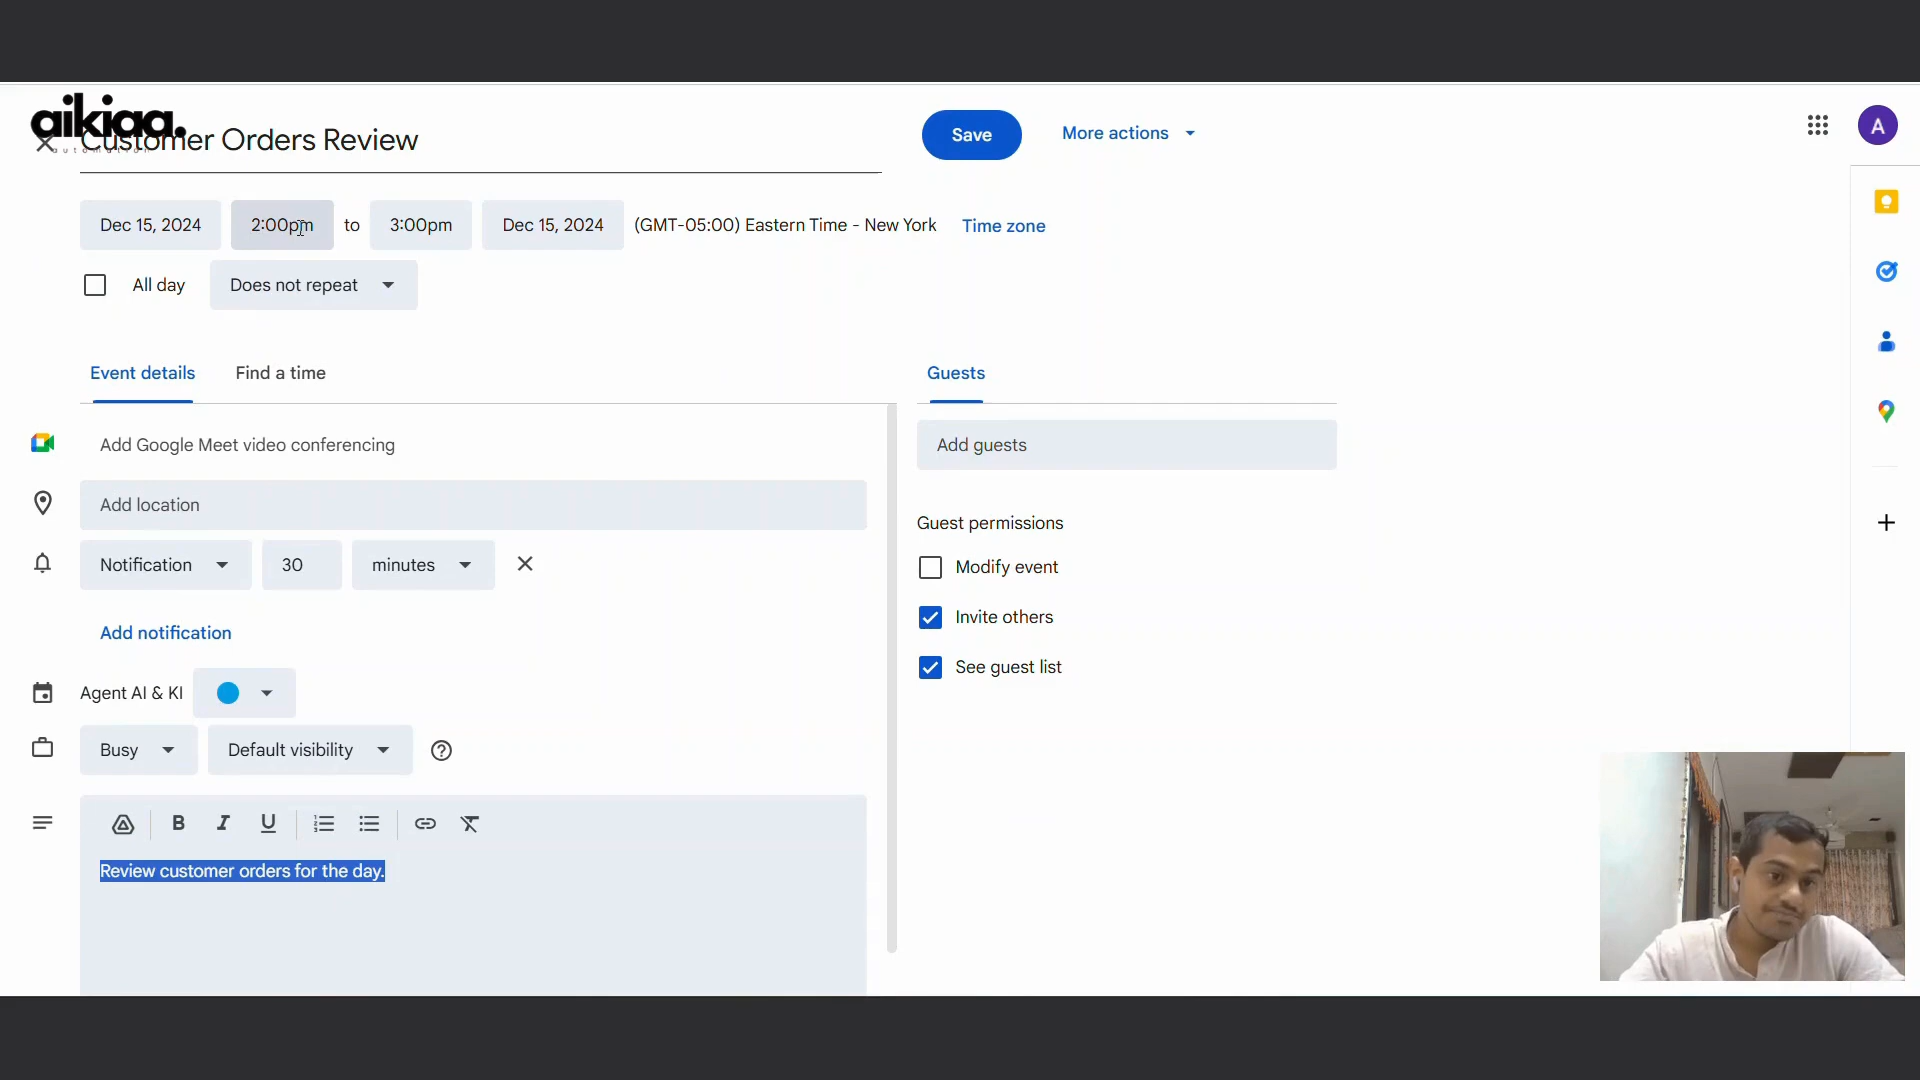 aikiaa.
automation
Customer Orders Review
Save
More actions
A
Dec 15, 2024 2:00pm to 3:00pm Dec 15, 2024 (GMT-05:00) Eastern Time - New York Time zone
All day Does not repeat
Event details Find a time
Guests
Add Google Meet video conferencing
Add guests
Add location
Guest permissions
Notification 30 minutes
Modify event
Invite others
Add notification
See guest list
Agent AI & KI
Busy Default visibility
B I U
Review customer orders for the day.